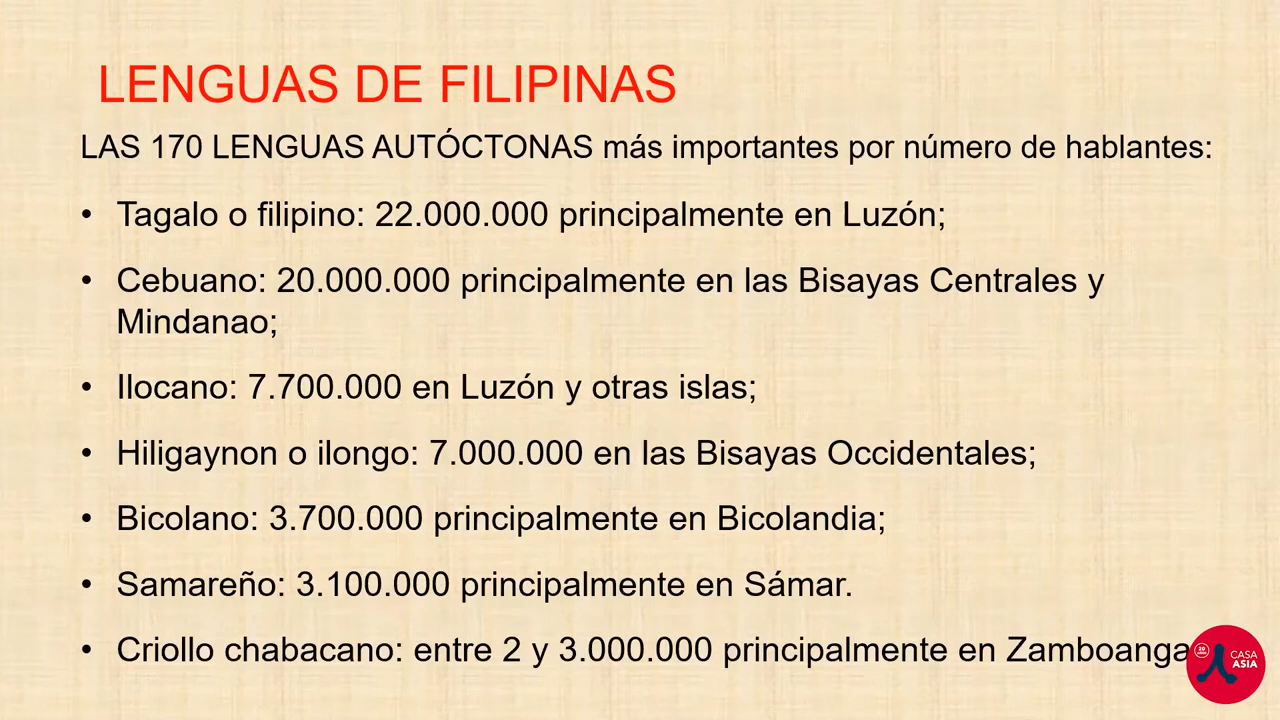 LENGUAS DE FILIPINAS
LAS 170 LENGUAS AUTÓCTONAS más importantes por número de hablantes:
• Tagalo o filipino: 22.000.000 principalmente en Luzón;
• Cebuano: 20.000.000 principalmente en las Bisayas Centrales y
Mindanao;
• Ilocano: 7.700.000 en Luzón y otras islas;
• Hiligaynon o ilongo: 7.000.000 en las Bisayas Occidentales;
• Bicolano: 3.700.000 principalmente en Bicolandia;
• Samareño: 3.100.000 principalmente en Sámar.
• Criollo chabacano: entre 2 y 3.000.000 principalmente en Zamboanga
20
CASA
ASIA